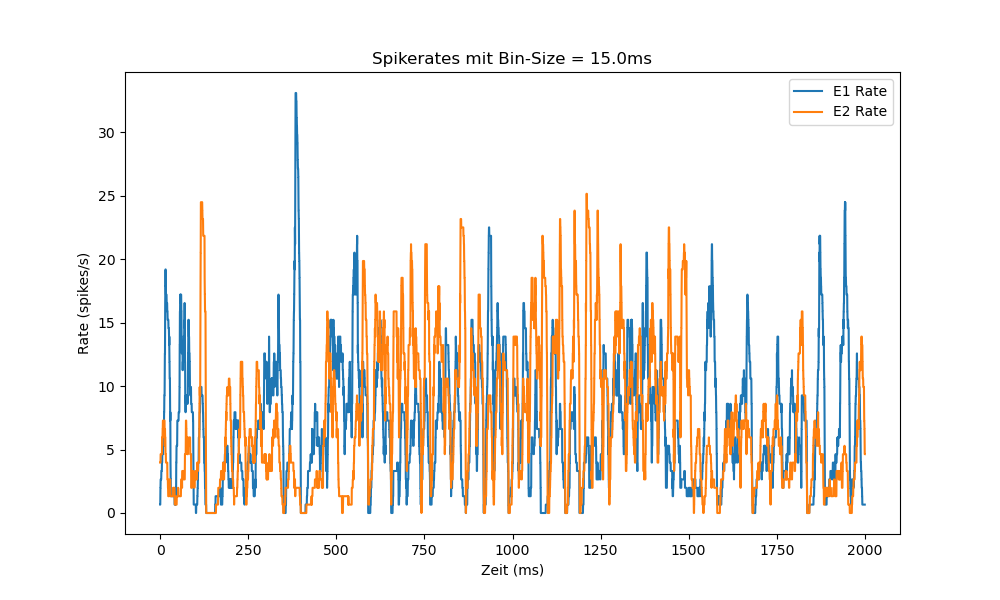 Spikerates mit Bin-Size = 15.0ms
E1 Rate
E2 Rate
Rate (spikes/s)
30
25
20
15
10
5
0
0 250 500 750 1000 1250 1500 1750 2000
Zeit (ms)